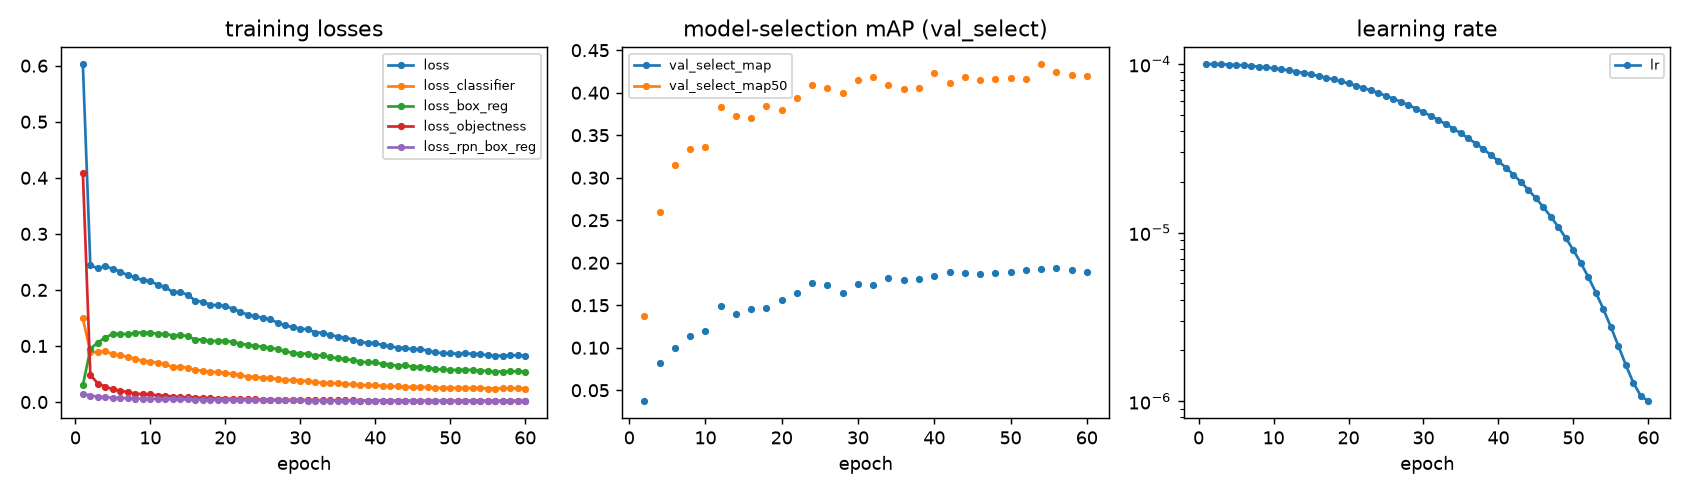 training losses
loss
loss_classifier
loss_box_reg
loss_objectness
loss_rpn_box_reg
0.6
0.5
0.4
0.3
0.2
0.1
0.0
0 10 20 30 40 50 60
epoch
model-selection mAP (val_select)
val_select_map
val_select_map50
0.45
0.40
0.35
0.30
0.25
0.20
0.15
0.10
0.05
0 10 20 30 40 50 60
epoch
learning rate
lr
10⁻⁴
10⁻⁵
10⁻⁶
0 10 20 30 40 50 60
epoch